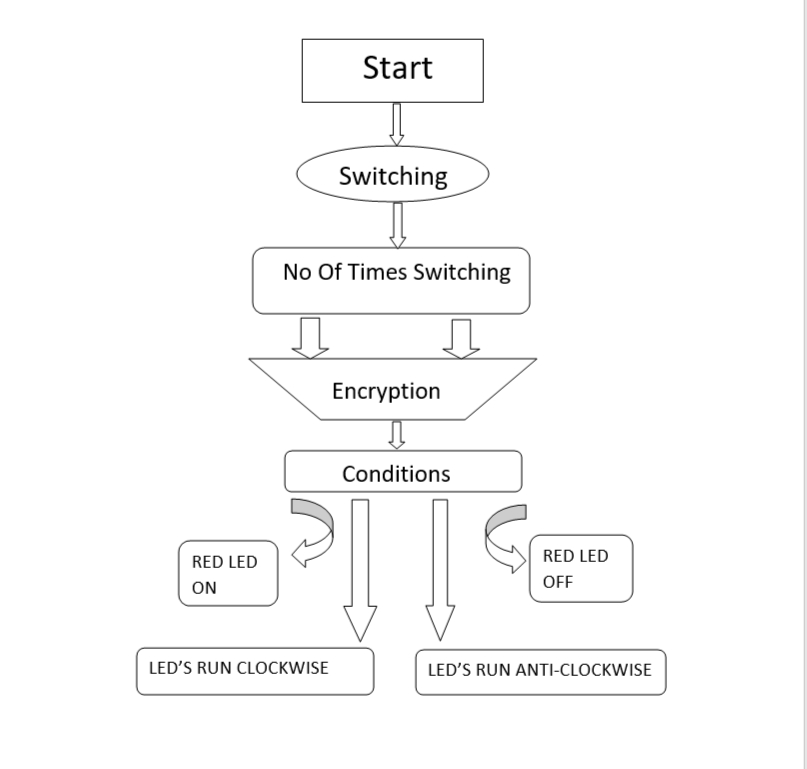 Start
Switching
No Of Times Switching
Encryption
Conditions
RED LED
ON
RED LED
OFF
LED'S RUN CLOCKWISE
LED'S RUN ANTI-CLOCKWISE